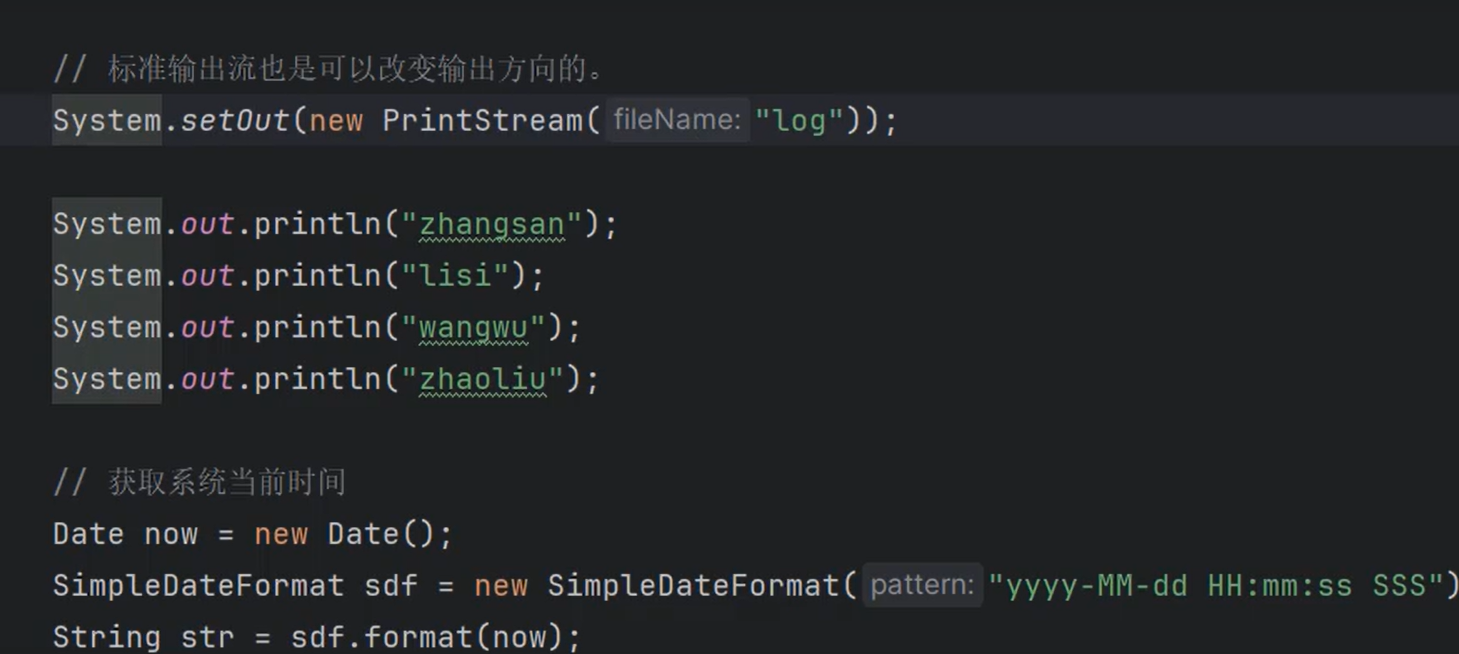 // 标准输出流也是可以改变输出方向的。
System.setOut(new PrintStream( fileName: "log"));
System.out.println("zhangsan");
System.out.println("lisi");
System.out.println("wangwu");
System.out.println("zhaoliu");
// 获取系统当前时间
Date now = new Date();
SimpleDateFormat sdf = new SimpleDateFormat( pattern: "yyyy-MM-dd HH:mm:ss SSS")
String str = sdf.format(now);